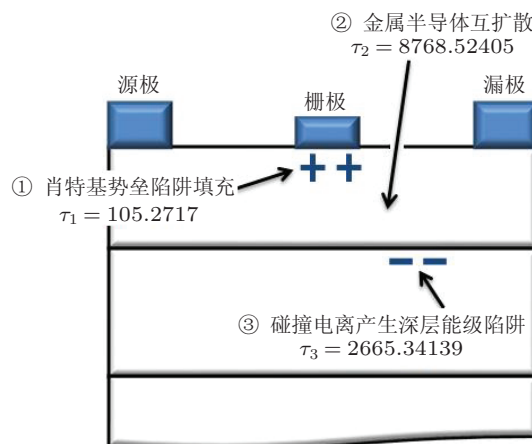 ② 金属半导体互扩散
τ₂ = 8768.52405
源极
栅极
漏极
① 肖特基势垒陷阱填充
τ₁ = 105.2717
③ 碰撞电离产生深层能级陷阱
τ₃ = 2665.34139